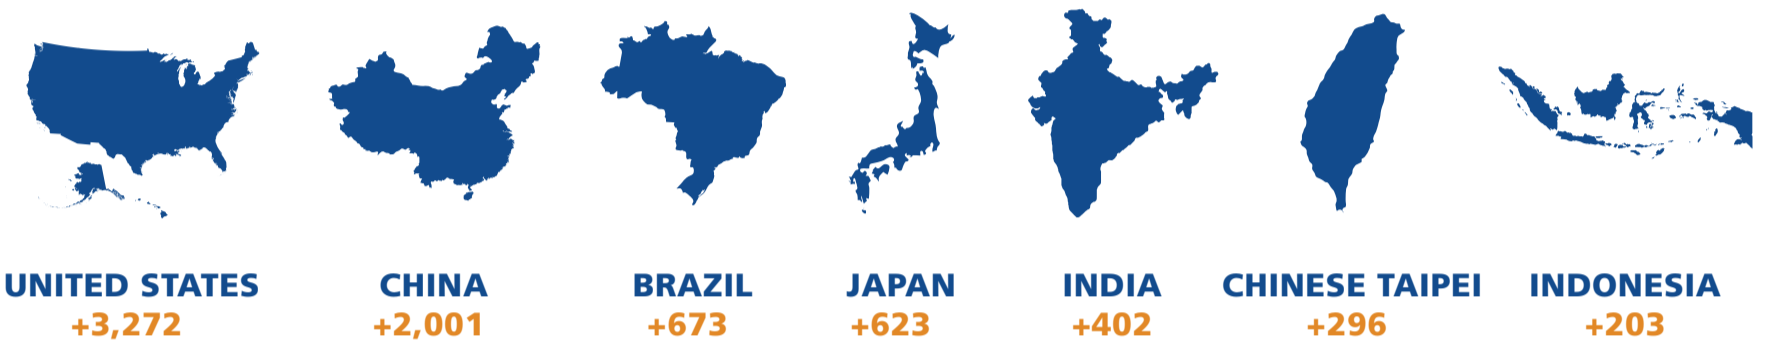 UNITED STATES
+3,272
CHINA
+2,001
BRAZIL
+673
JAPAN
+623
INDIA
+402
CHINESE TAIPEI
+296
INDONESIA
+203